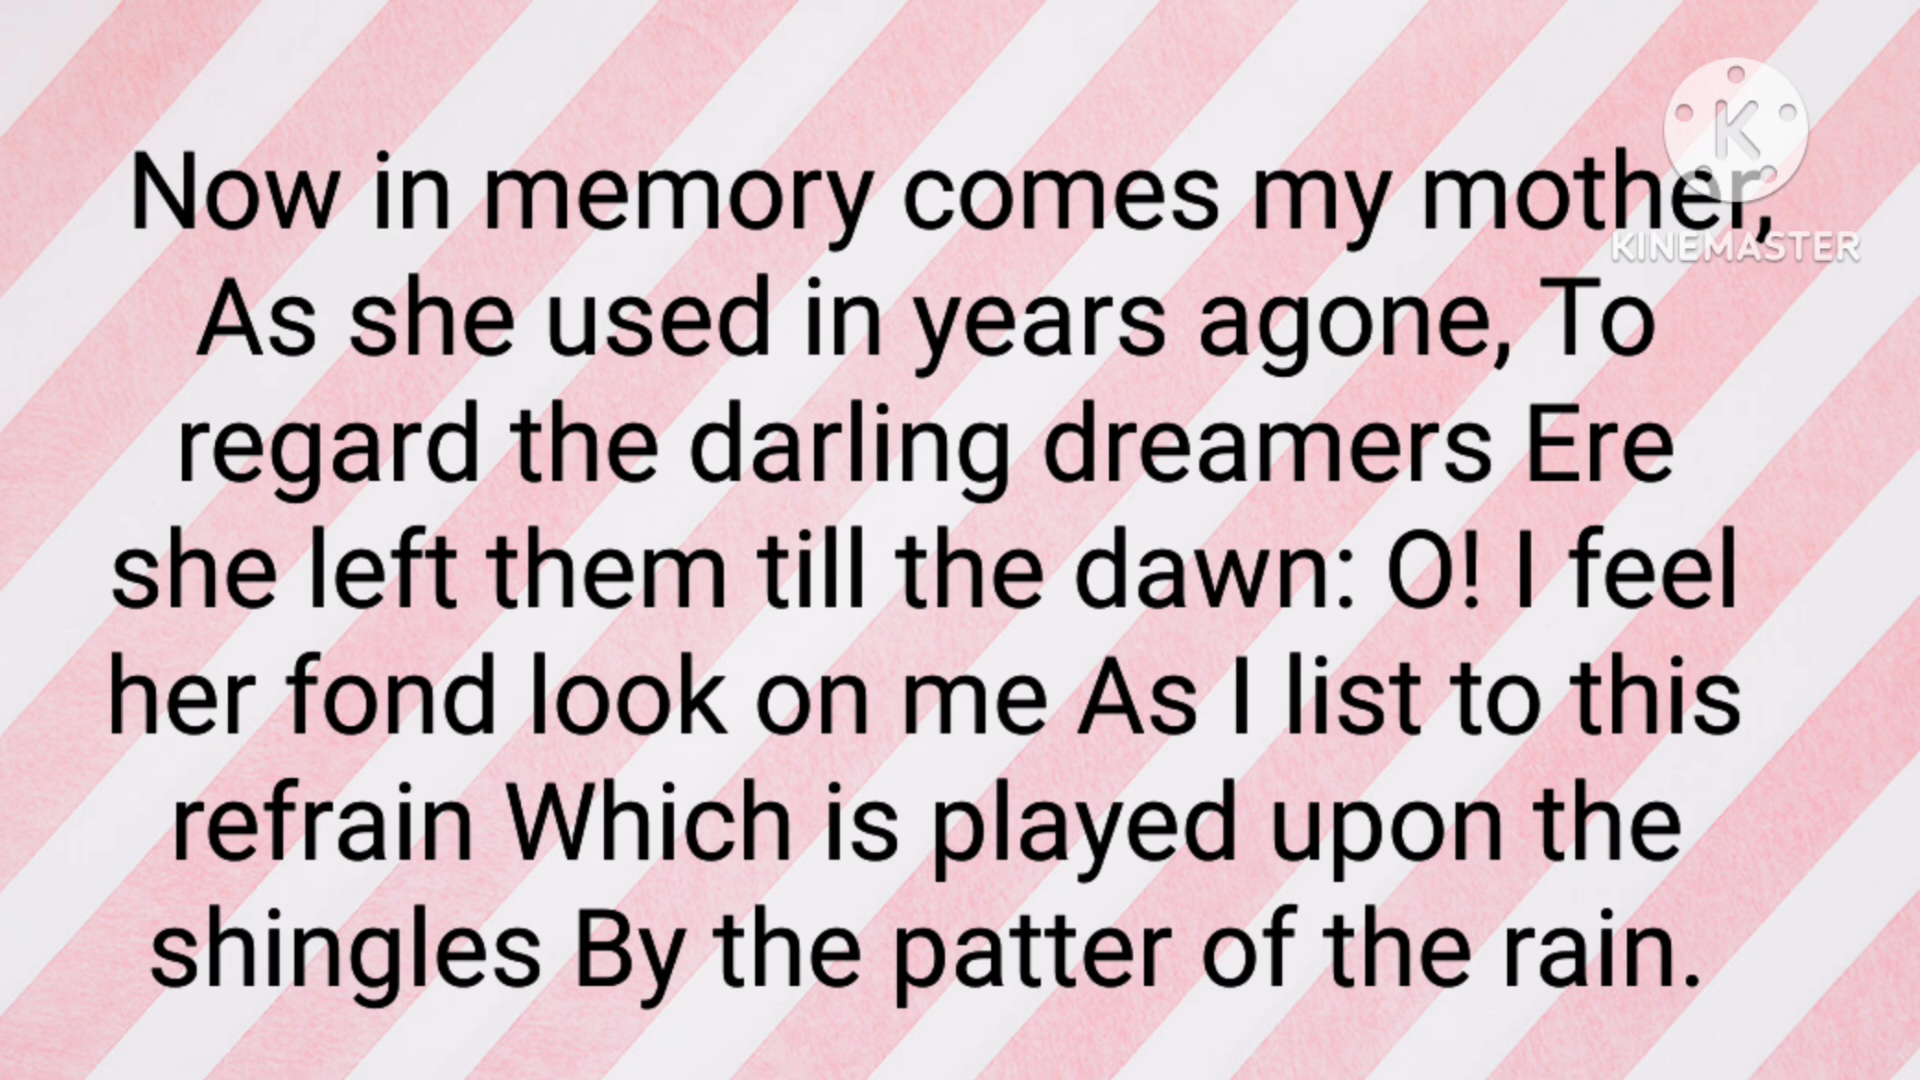 Now in memory comes my mother,
As she used in years agone, To
regard the darling dreamers Ere
she left them till the dawn: O! I feel
her fond look on me As I list to this
refrain Which is played upon the
shingles By the patter of the rain.
K
KINEMASTER